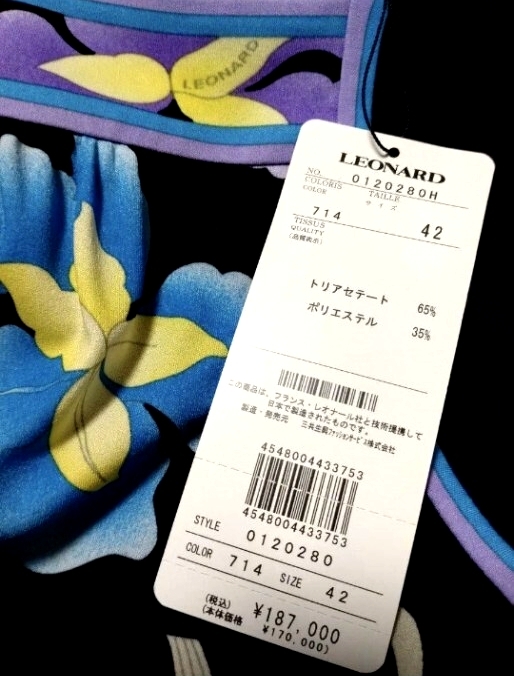 LEONARD
LEONARD
NO. 0120280H
COLORIS TAILLE
COLOR サイズ
714 42
TISSUS
QUALITY
(品質表示)
トリアセテート 65%
ポリエステル 35%
この商品は、フランス・レオナール社と技術提携して
日本で製造されたものです。
製造・発売元 三共生興ファッションサービス株式会社
4548004433753
4548004433753
STYLE 0120280
COLOR 714 SIZE 42
(税込) ¥187,000
(本体価格 ¥170,000)